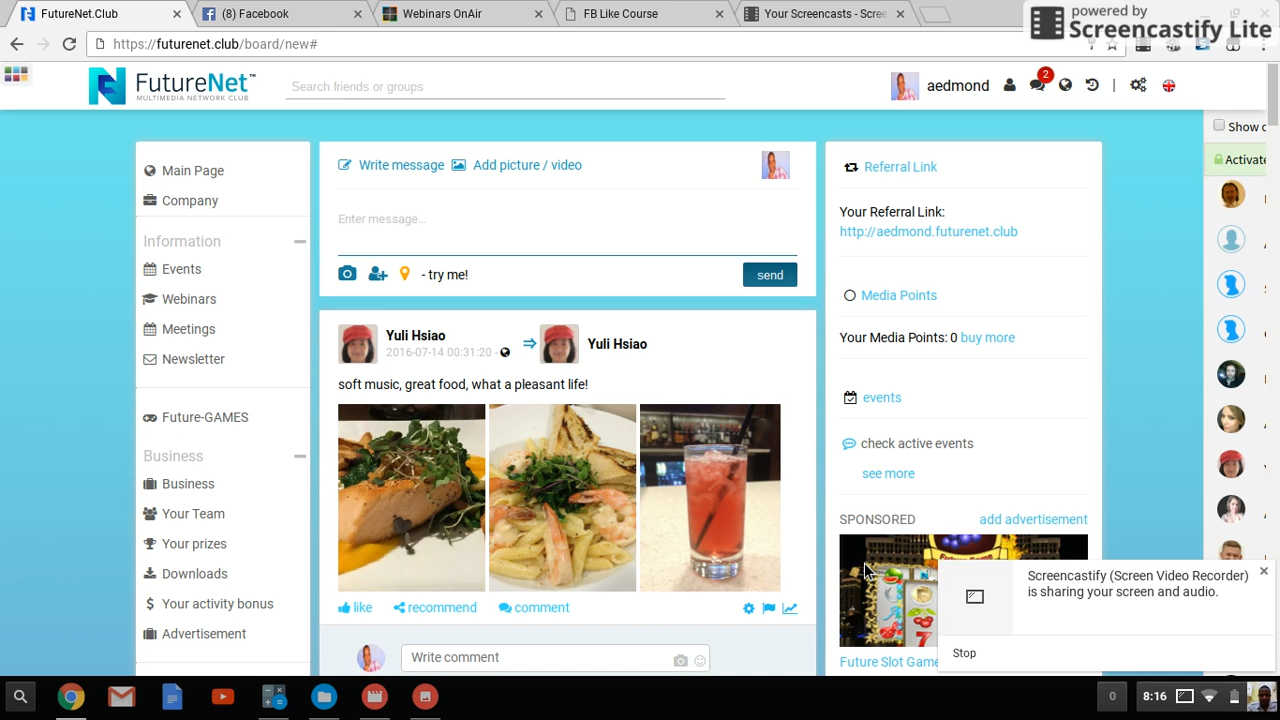 FutureNet.Club
(8) Facebook
Webinars OnAir
FB Like Course
Your Screencasts - Scree
powered by
Screencastify Lite
https://futurenet.club/board/new#
FutureNet™
MULTIMEDIA NETWORK CLUB
Search friends or groups
aedmond
2
|
Show
Activate
Main Page
Company
Information
Events
Webinars
Meetings
Newsletter
Future-GAMES
Business
Business
Your Team
Your prizes
Downloads
Your activity bonus
Advertisement
Write message
Add picture / video
Enter message...
- try me!
send
Yuli Hsiao
2016-07-14 00:31:20 -
Yuli Hsiao
soft music, great food, what a pleasant life!
like
recommend
comment
Write comment
Referral Link
Your Referral Link:
http://aedmond.futurenet.club
Media Points
Your Media Points: 0 buy more
events
check active events
see more
SPONSORED
add advertisement
7
Future Slot Game
Screencastify (Screen Video Recorder)
is sharing your screen and audio.
Stop
0
8:16